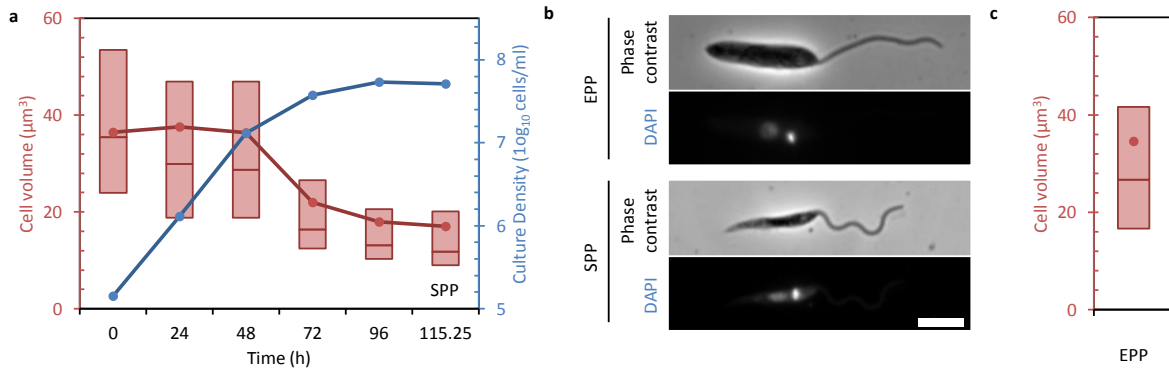 a
60
40
20
0
Cell volume (µm³)
0
24
48
72
96
115.25
Time (h)
SPP
8
7
6
5
Culture Density (1og₁₀ cells/ml)
b
EPP
Phase contrast
DAPI
SPP
Phase contrast
DAPI
c
60
40
20
0
Cell volume (µm³)
EPP